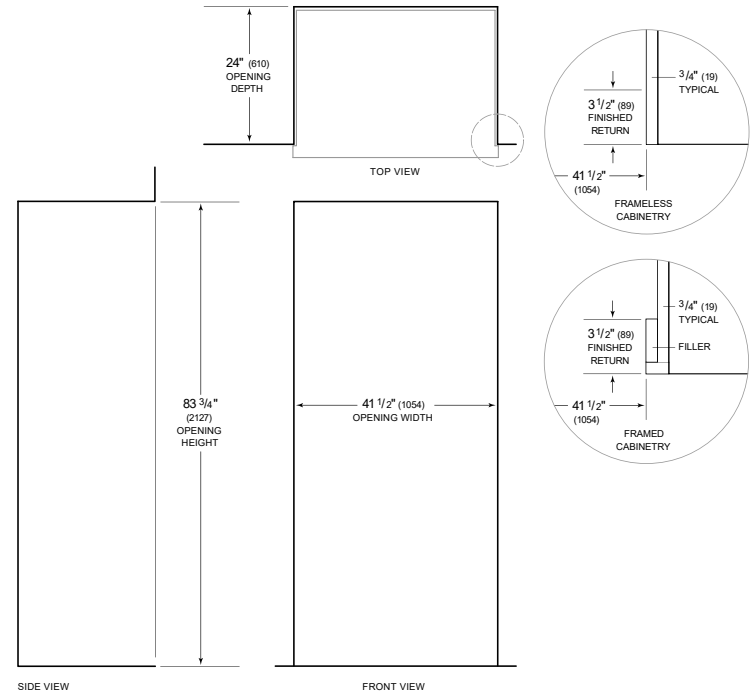 24" (610)
OPENING
DEPTH
TOP VIEW
3/4" (19)
TYPICAL
3 1/2" (89)
FINISHED
RETURN
41 1/2"
(1054)
FRAMELESS
CABINETRY
3/4" (19)
TYPICAL
3 1/2" (89)
FINISHED
RETURN
FILLER
41 1/2"
(1054)
FRAMED
CABINETRY
83 3/4"
(2127)
OPENING
HEIGHT
41 1/2" (1054)
OPENING WIDTH
SIDE VIEW
FRONT VIEW